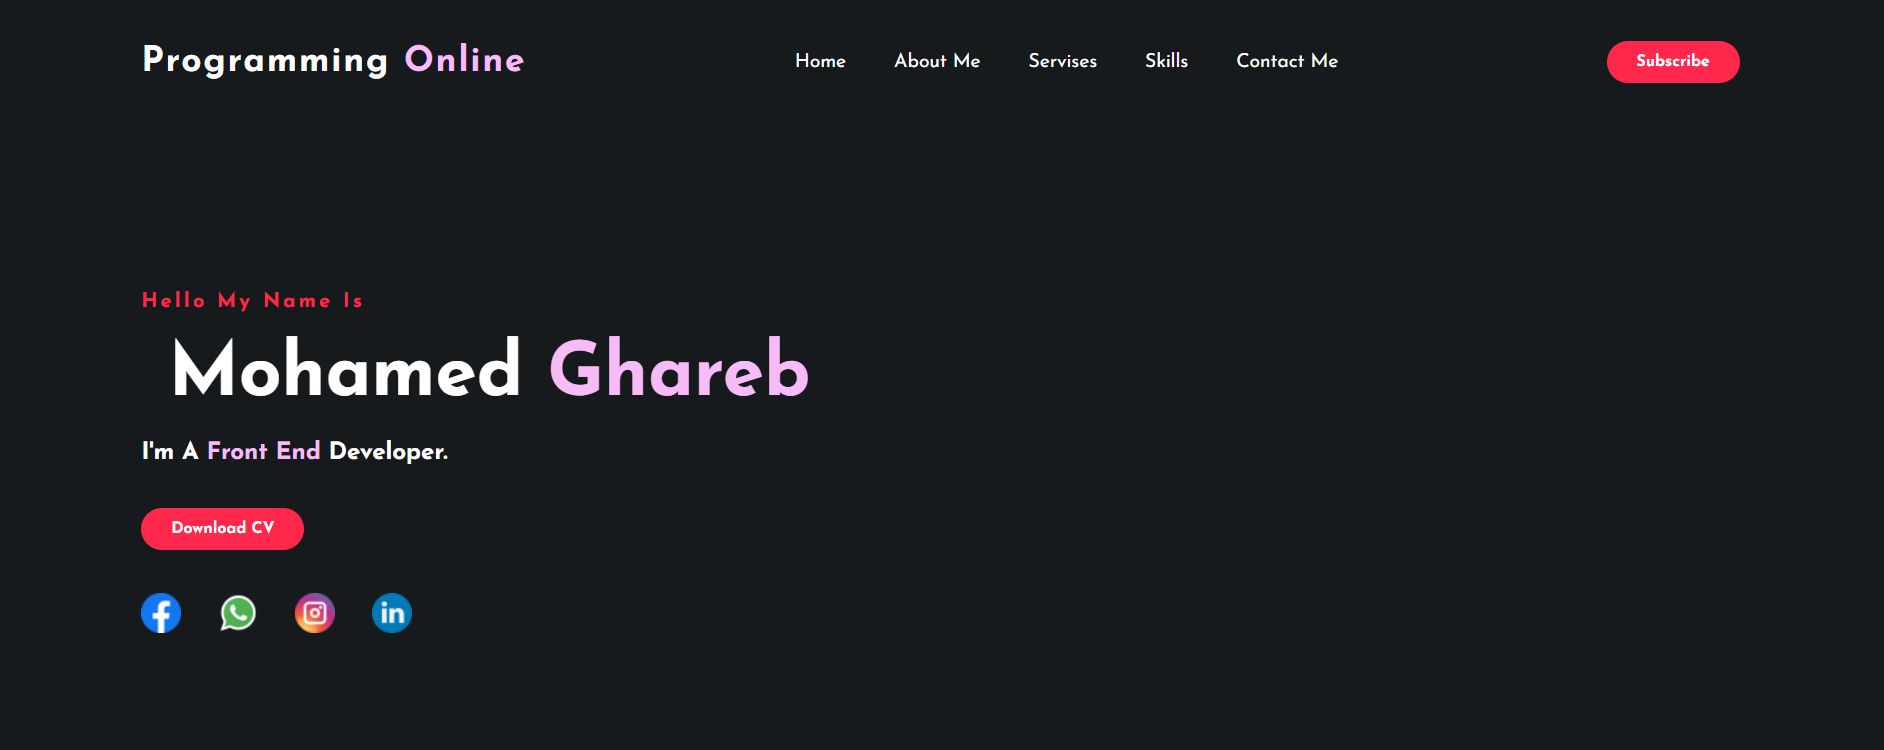 Programming Online
Home About Me Servises Skills Contact Me
Subscribe
Hello My Name Is
Mohamed Ghareb
I'm A Front End Developer.
Download CV
in